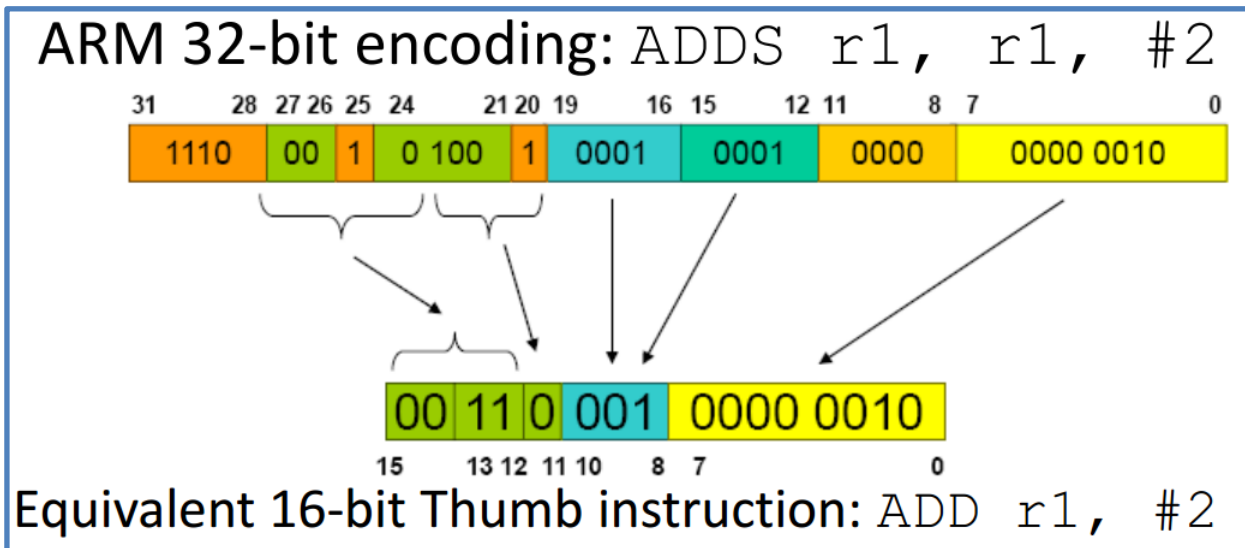 ARM 32-bit encoding: ADDS r1, r1, #2
31 28 27 26 25 24 21 20 19 16 15 12 11 8 7 0
1110 00 1 0 100 1 0001 0001 0000 0000 0010
00 11 0 001 0000 0010
15 13 12 11 10 8 7 0
Equivalent 16-bit Thumb instruction: ADD r1, #2